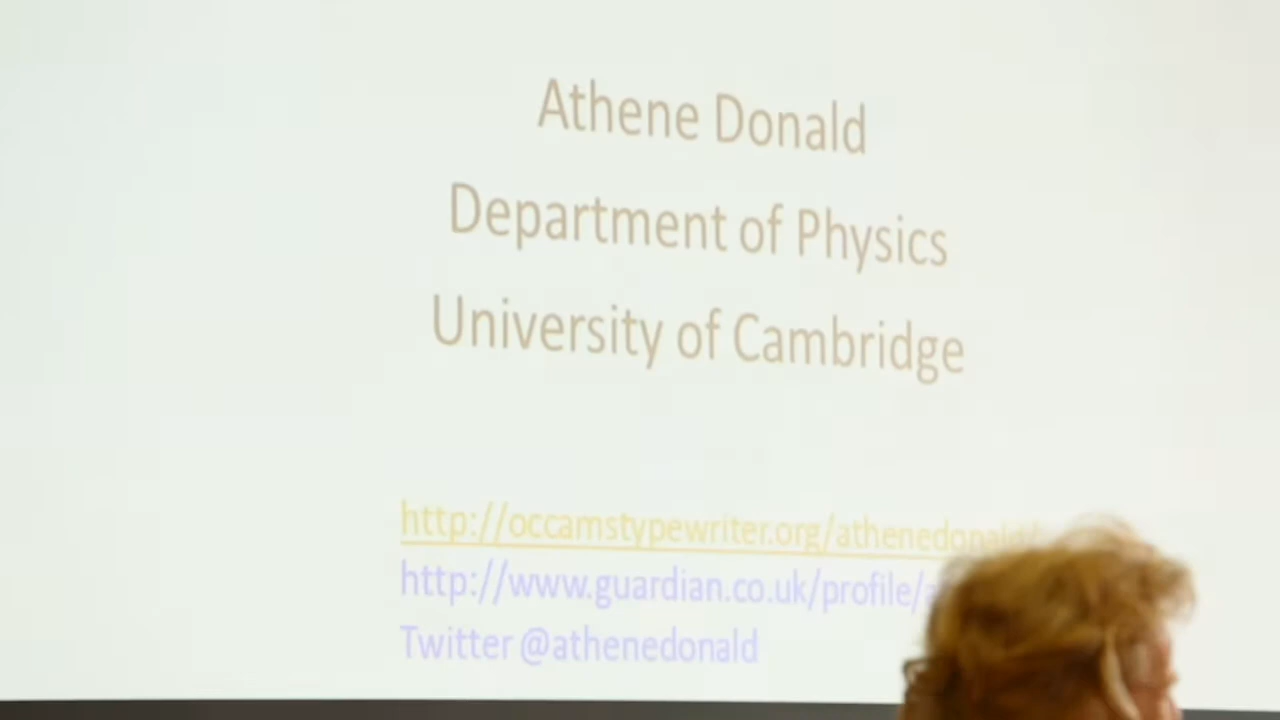 Athene Donald
Department of Physics
University of Cambridge
http://occamstypewriter.org/athenedonald/
http://www.guardian.co.uk/profile/
Twitter @athenedonald